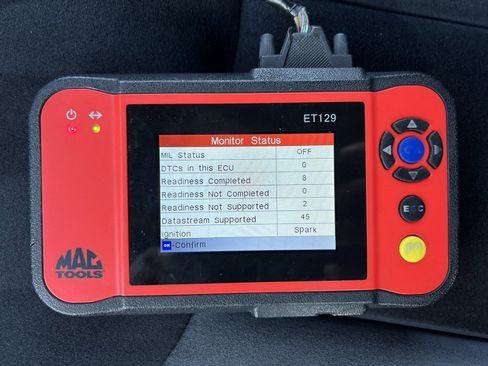 ET129
Monitor Status
MIL Status OFF
DTCs in this ECU 0
Readiness Completed 8
Readiness Not Completed 0
Readiness Not Supported 2
Datastream Supported 45
Ignition Spark
OK -Confirm
ESC
MAC
TOOLS